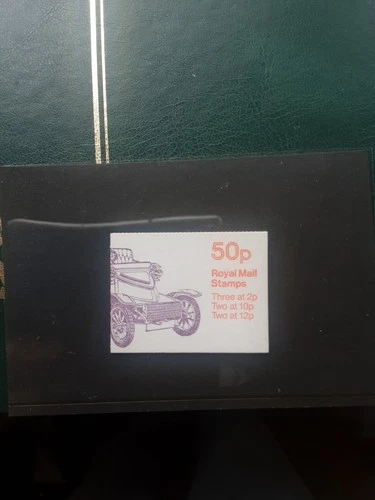 50p
Royal Mail
Stamps
Three at 2p
Two at 10p
Two at 12p